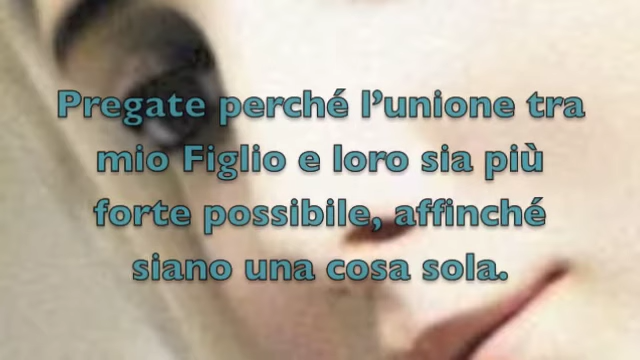 Pregate perché l’unione tra
mio Figlio e loro sia più
forte possibile, affinché
siano una cosa sola.